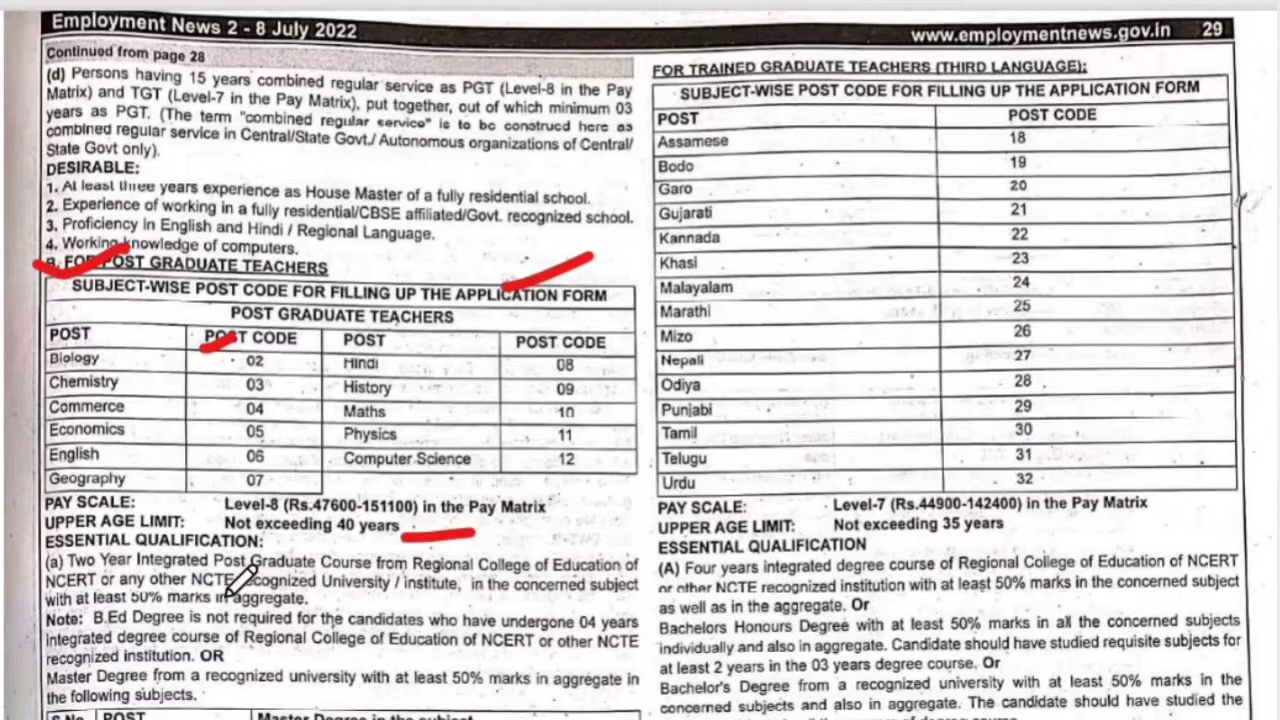 Employment News 2 - 8 July 2022
www.employmentnews.gov.in 29
Continued from page 28
(d) Persons having 15 years combined regular service as PGT (Level-8 in the Pay
Matrix) and TGT (Level-7 in the Pay Matrix), put together, out of which minimum 03
years as PGT. (The term "combined regular service" is to be construed here as
combined regular service in Central/State Govt./ Autonomous organizations of Central/
State Govt only).
DESIRABLE:
1. At least three years experience as House Master of a fully residential school.
2. Experience of working in a fully residential/CBSE affiliated/Govt. recognized school.
3. Proficiency in English and Hindi / Regional Language.
4. Working knowledge of computers.
FOR POST GRADUATE TEACHERS
SUBJECT-WISE POST CODE FOR FILLING UP THE APPLICATION FORM
POST GRADUATE TEACHERS
POST POST CODE POST POST CODE
Biology 02 Hindi 08
Chemistry 03 History 09
Commerce 04 Maths 10
Economics 05 Physics 11
English 06 Computer Science 12
Geography 07
PAY SCALE: Level-8 (Rs.47600-151100) in the Pay Matrix
UPPER AGE LIMIT: Not exceeding 40 years
ESSENTIAL QUALIFICATION:
(a) Two Year Integrated Post Graduate Course from Regional College of Education of
NCERT or any other NCTE recognized University / institute, in the concerned subject
with at least 50% marks in aggregate.
Note: B.Ed Degree is not required for the candidates who have undergone 04 years
integrated degree course of Regional College of Education of NCERT or other NCTE
recognized institution. OR
Master Degree from a recognized university with at least 50% marks in aggregate in
the following subjects.
S.No POST Master Degree in the subject
FOR TRAINED GRADUATE TEACHERS (THIRD LANGUAGE):
SUBJECT-WISE POST CODE FOR FILLING UP THE APPLICATION FORM
POST POST CODE
Assamese 18
Bodo 19
Garo 20
Gujarati 21
Kannada 22
Khasi 23
Malayalam 24
Marathi 25
Mizo 26
Nepali 27
Odiya 28
Punjabi 29
Tamil 30
Telugu 31
Urdu 32
PAY SCALE: Level-7 (Rs.44900-142400) in the Pay Matrix
UPPER AGE LIMIT: Not exceeding 35 years
ESSENTIAL QUALIFICATION
(A) Four years integrated degree course of Regional College of Education of NCERT
or other NCTE recognized institution with at least 50% marks in the concerned subject
as well as in the aggregate. Or
Bachelors Honours Degree with at least 50% marks in all the concerned subjects
individually and also in aggregate. Candidate should have studied requisite subjects for
at least 2 years in the 03 years degree course. Or
Bachelor's Degree from a recognized university with at least 50% marks in the
concerned subjects and also in aggregate. The candidate should have studied the